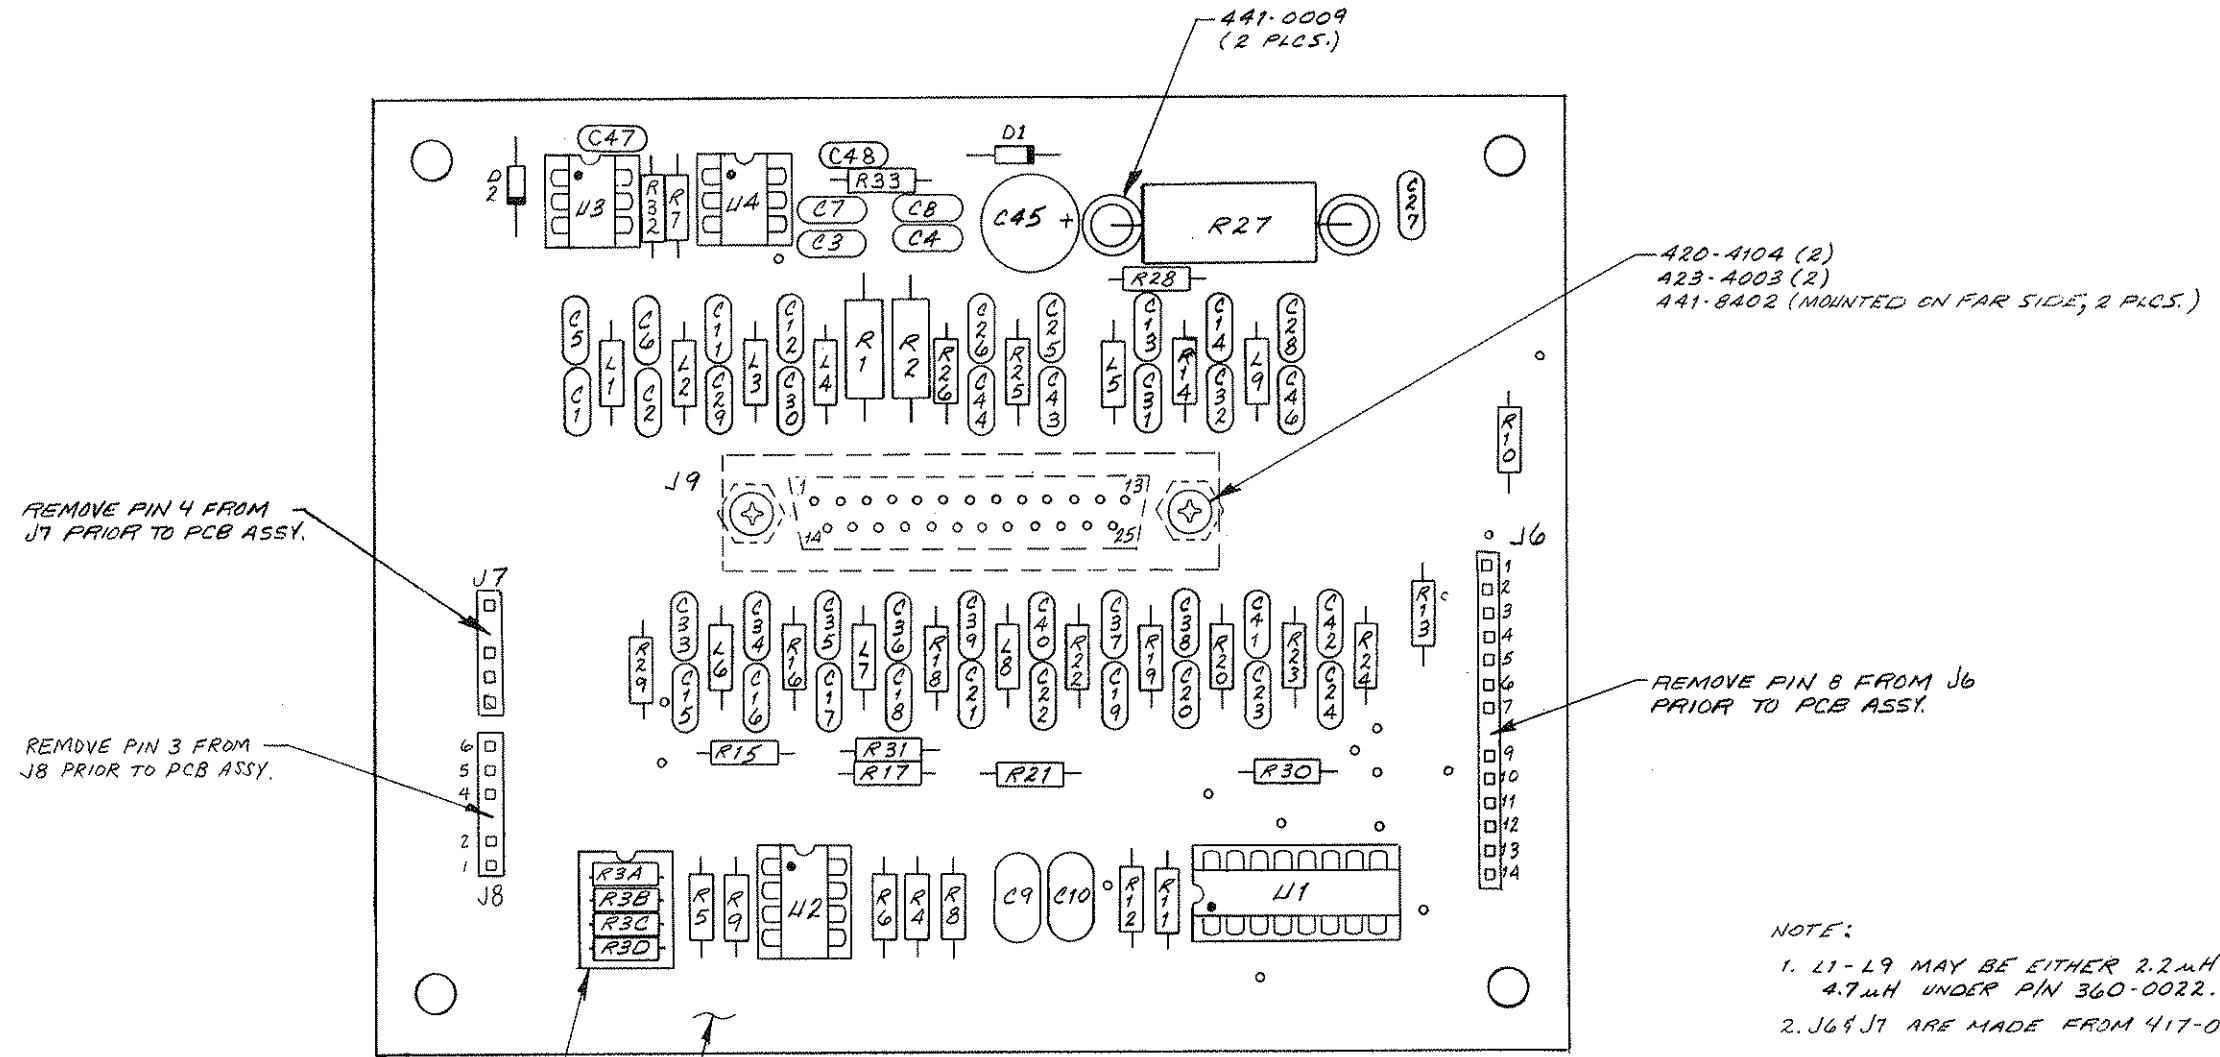 441-0009
(2 PLCS.)
C47
D1
C48
R33
D2
U3
R32
R7
U4
C7
C8
C3
C4
C45 +
R27
C27
R28
420-4104 (2)
423-4003 (2)
441-8402 (MOUNTED ON FAR SIDE, 2 PLCS.)
C5
C6
C11
C12
C26
C25
C13
C14
C28
L1
L2
L3
L4
R1
R2
R26
R25
L5
R14
L9
C1
C2
C29
C30
C44
C43
C31
C32
C46
R10
J9
1
13
14
25
REMOVE PIN 4 FROM
J7 PRIOR TO PCB ASSY.
J6
J7
1
2
3
4
5
6
7
9
10
11
12
13
14
R13
C33
C34
C35
C36
C39
C40
C37
C38
C41
C42
R29
L6
R16
L7
R18
L8
R22
R19
R20
R23
R24
C15
C16
C17
C18
C21
C22
C19
C20
C23
C24
REMOVE PIN 8 FROM J6
PRIOR TO PCB ASSY.
REMOVE PIN 3 FROM
J8 PRIOR TO PCB ASSY.
6
5
4
2
1
J8
R15
R31
R17
R21
R30
R3A
R3B
R3C
R3D
R5
R9
U2
R6
R4
R8
C9
C10
R12
R11
U1
NOTE:
1. L1-L9 MAY BE EITHER 2.2uH
4.7uH UNDER P/N 360-0022.
2. J6 & J7 ARE MADE FROM 417-0